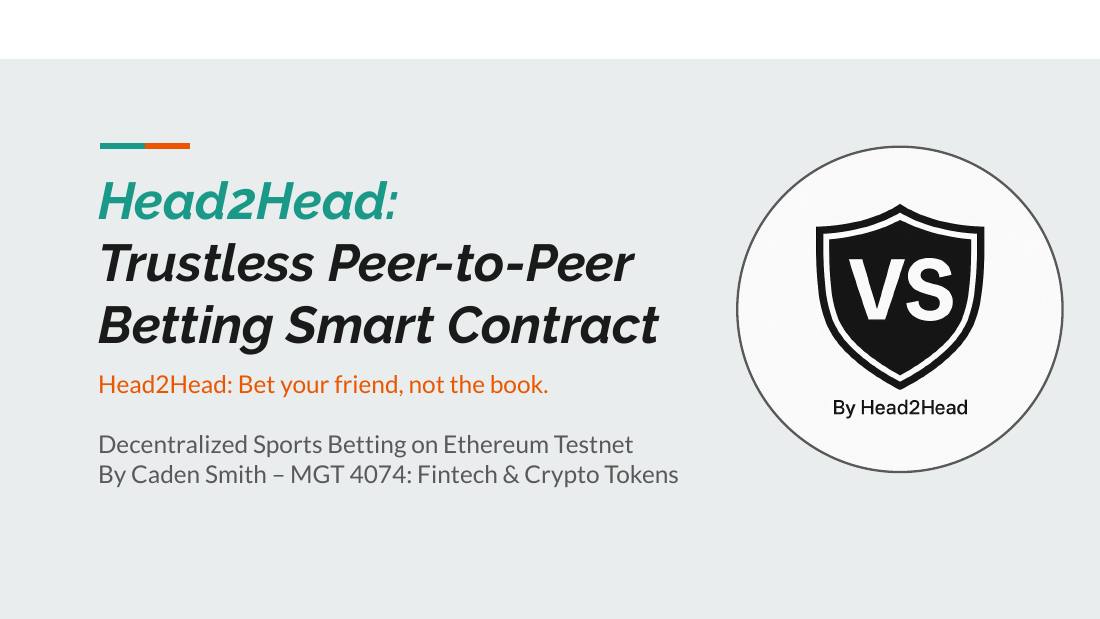 Head2Head:
Trustless Peer-to-Peer
Betting Smart Contract
Head2Head: Bet your friend, not the book.
Decentralized Sports Betting on Ethereum Testnet
By Caden Smith – MGT 4074: Fintech & Crypto Tokens
VS
By Head2Head